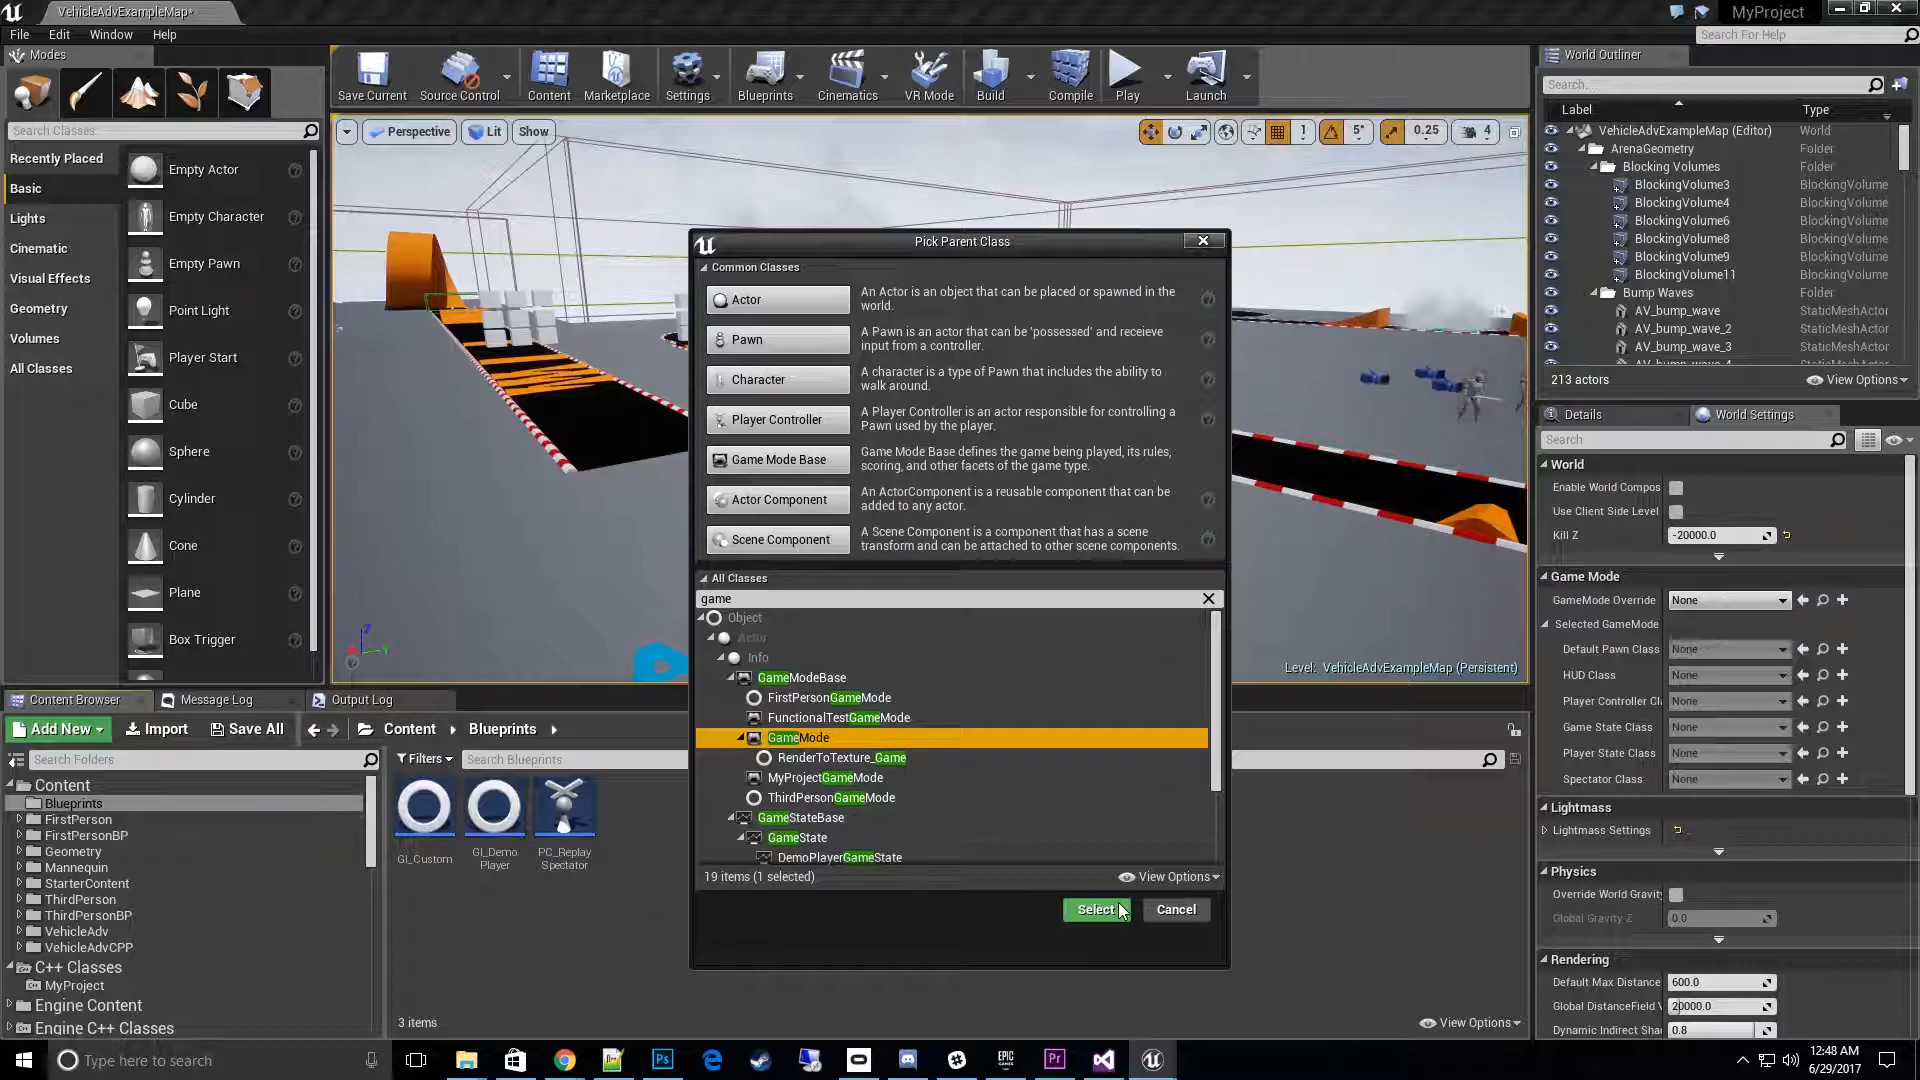 VehicleAdvExampleMap*
MyProject
File Edit Window Help
Search For Help
Modes
Search Classes
Recently Placed
Basic
Lights
Cinematic
Visual Effects
Geometry
Volumes
All Classes
Empty Actor
Empty Character
Empty Pawn
Point Light
Player Start
Cube
Sphere
Cylinder
Cone
Plane
Box Trigger
Save Current
Source Control
Content
Marketplace
Settings
Blueprints
Cinematics
VR Mode
Build
Compile
Play
Launch
Perspective
Lit
Show
1
5°
0.25
4
Level: VehicleAdvExampleMap (Persistent)
Pick Parent Class
Common Classes
Actor
An Actor is an object that can be placed or spawned in the
world.
Pawn
A Pawn is an actor that can be 'possessed' and receieve
input from a controller.
Character
A character is a type of Pawn that includes the ability to
walk around.
Player Controller
A Player Controller is an actor responsible for controlling a
Pawn used by the player.
Game Mode Base
Game Mode Base defines the game being played, its rules,
scoring, and other facets of the game type.
Actor Component
An ActorComponent is a reusable component that can be
added to any actor.
Scene Component
A Scene Component is a component that has a scene
transform and can be attached to other scene components.
All Classes
game
Object
Actor
Info
GameModeBase
FirstPersonGameMode
FunctionalTestGameMode
GameMode
RenderToTexture_Game
MyProjectGameMode
ThirdPersonGameMode
GameStateBase
GameState
DemoPlayerGameState
19 items (1 selected)
View Options
Select
Cancel
World Outliner
Search...
Label Type
VehicleAdvExampleMap (Editor) World
ArenaGeometry Folder
Blocking Volumes Folder
BlockingVolume3 BlockingVolume
BlockingVolume4 BlockingVolume
BlockingVolume6 BlockingVolume
BlockingVolume8 BlockingVolume
BlockingVolume9 BlockingVolume
BlockingVolume11 BlockingVolume
Bump Waves Folder
AV_bump_wave StaticMeshActor
AV_bump_wave_2 StaticMeshActor
AV_bump_wave_3 StaticMeshActor
AV_bump_wave_4 StaticMeshActor
213 actors
View Options
Details
World Settings
Search
World
Enable World Compos
Use Client Side Level
Kill Z -20000.0
Game Mode
GameMode Override None
Selected GameMode
Default Pawn Class None
HUD Class None
Player Controller Cl None
Game State Class None
Player State Class None
Spectator Class None
Lightmass
Lightmass Settings
Physics
Override World Gravity
Global Gravity Z 0.0
Rendering
Default Max Distance 600.0
Global DistanceField V 20000.0
Dynamic Indirect Sha 0.8
Content Browser
Message Log
Output Log
Add New
Import
Save All
Content
Blueprints
Search Folders
Filters
Search Blueprints
Content
Blueprints
FirstPerson
FirstPersonBP
Geometry
Mannequin
StarterContent
ThirdPerson
ThirdPersonBP
VehicleAdv
VehicleAdvCPP
C++ Classes
MyProject
Engine Content
Engine C++ Classes
GI_Custom
GI_Demo
Player
PC_Replay
Spectator
3 items
View Options
Type here to search
Ps
EPIC
GAMES
Pr
12:48 AM
6/29/2017